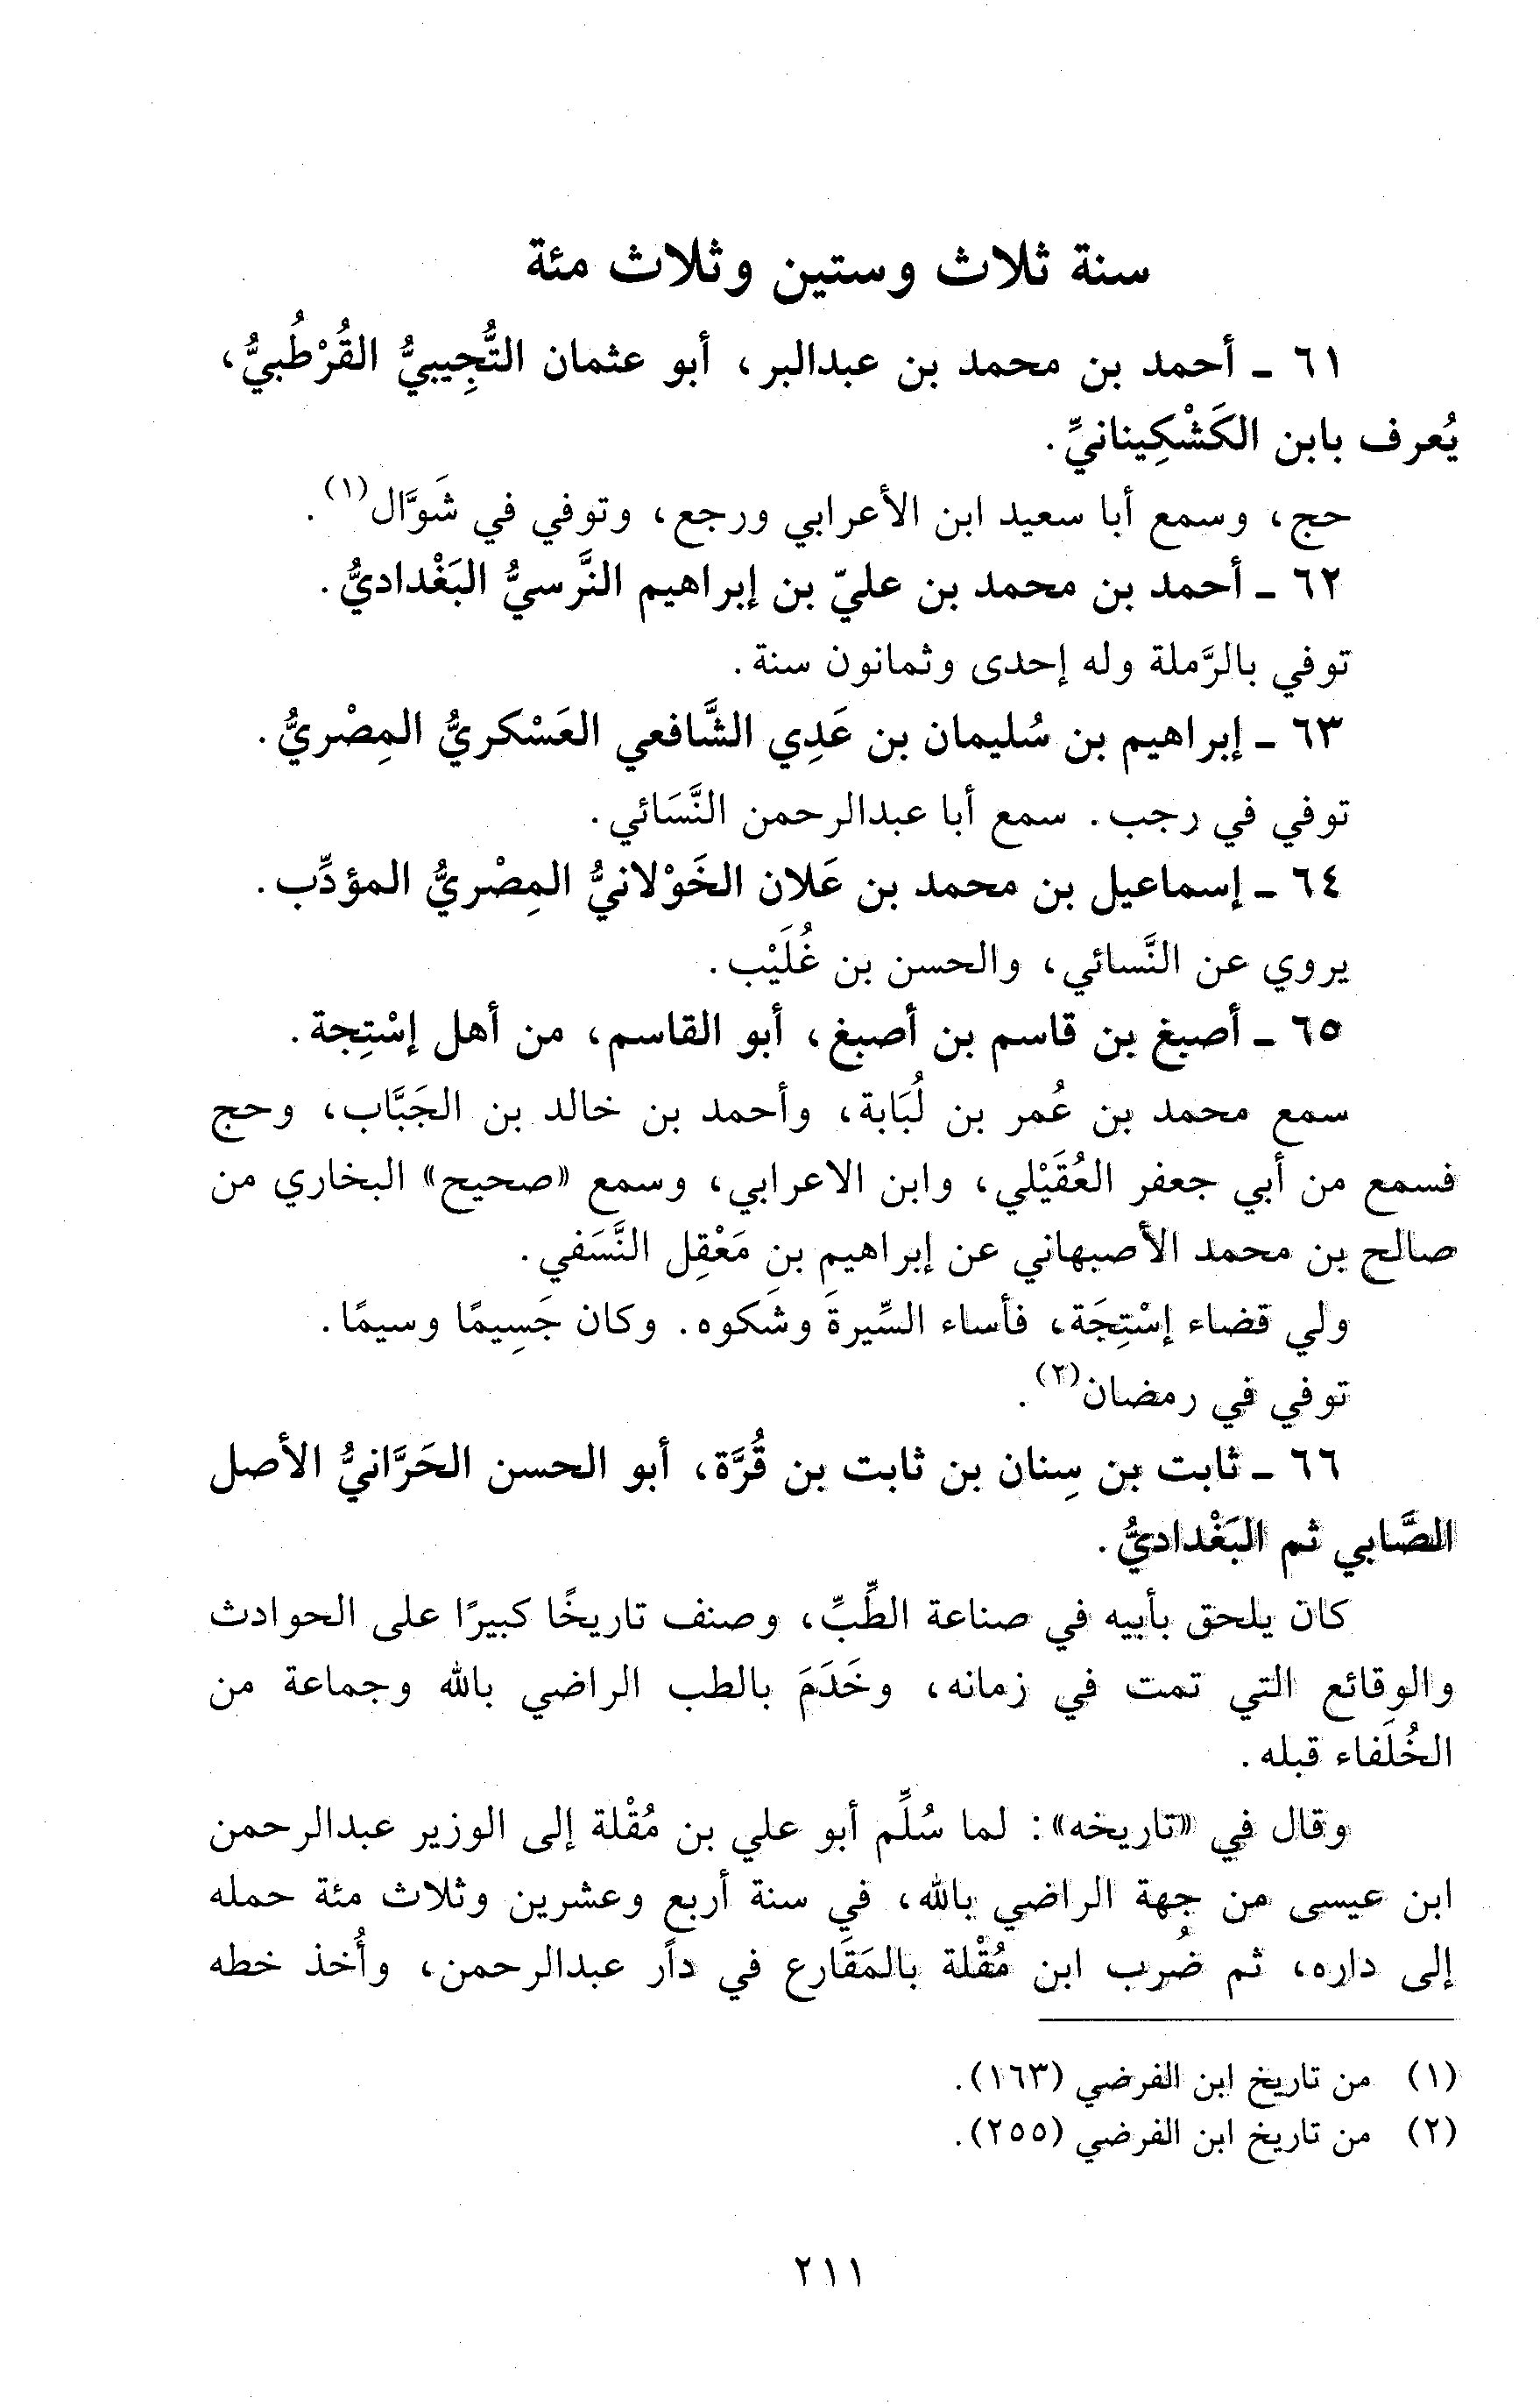 سنة ثلاث وستين وثلاث مئة
٦١ - أحمد بن محمد بن عبدالبر، أبو عثمان التُّجِيبيُّ القُرْطُبيُّ،
يُعرف بابن الكَشْكِينانيِّ.
حج، وسمع أبا سعيد ابن الأعرابي ورجع، وتوفي في شَوَّال(١).
٦٢ - أحمد بن محمد بن عليّ بن إبراهيم النَّرسيُّ البَغْداديُّ.
توفي بالرَّملة وله إحدى وثمانون سنة.
٦٣ - إبراهيم بن سُليمان بن عَدِي الشَّافعي العَسْكريُّ المِصْريُّ.
توفي في رجب. سمع أبا عبدالرحمن النَّسَائي.
٦٤ - إسماعيل بن محمد بن عَلان الخَوْلانيُّ المِصْريُّ المؤدِّب.
يروي عن النَّسائي، والحسن بن غُلَيْب.
٦٥ - أصبغ بن قاسم بن أصبغ، أبو القاسم، من أهل إسْتِجة.
سمع محمد بن عُمر بن لُبَابة، وأحمد بن خالد بن الجَبَّاب، وحج
فسمع من أبي جعفر العُقَيْلي، وابن الاعرابي، وسمع «صحيح» البخاري من
صالح بن محمد الأصبهاني عن إبراهيم بن مَعْقِل النَّسَفي.
ولي قضاء إسْتِجَة، فأساء السِّيرةَ وشَكوه. وكان جَسِيمًا وسيمًا.
توفي في رمضان(٢).
٦٦ - ثابت بن سِنان بن ثابت بن قُرَّة، أبو الحسن الحَرَّانيُّ الأصل
الصَّابي ثم البَغْداديُّ.
كان يلحق بأبيه في صناعة الطِّبِّ، وصنف تاريخًا كبيرًا على الحوادث
والوقائع التي تمت في زمانه، وخَدَمَ بالطب الراضي بالله وجماعة من
الخُلَفاء قبله.
وقال في «تاريخه»: لما سُلِّم أبو علي بن مُقْلة إلى الوزير عبدالرحمن
ابن عيسى من جهة الراضي بالله، في سنة أربع وعشرين وثلاث مئة حمله
إلى داره، ثم ضُرب ابن مُقْلة بالمَقَارع في دار عبدالرحمن، وأُخذ خطه
(١) من تاريخ ابن الفرضي (١٦٣).
(٢) من تاريخ ابن الفرضي (٢٥٥).
٢١١